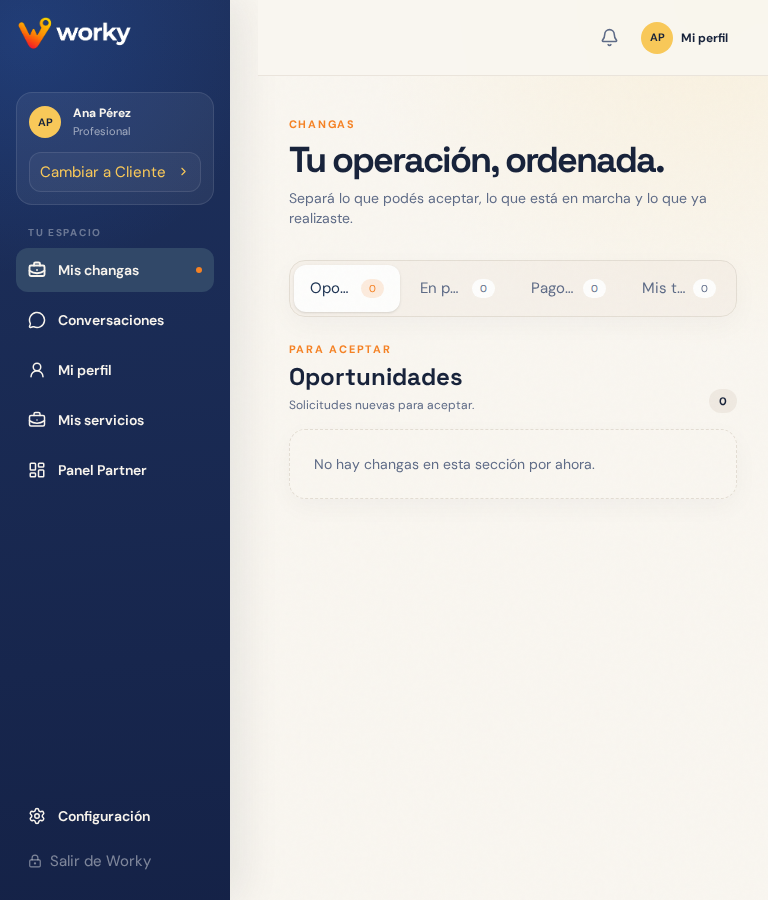 worky
AP
Ana Pérez
Profesional
Cambiar a Cliente
TU ESPACIO
Mis changas
Conversaciones
Mi perfil
Mis servicios
Panel Partner
Configuración
Salir de Worky
AP
Mi perfil
CHANGAS
Tu operación, ordenada.
Separá lo que podés aceptar, lo que está en marcha y lo que ya
realizaste.
Opo... 0 En p... 0 Pago... 0 Mis t... 0
PARA ACEPTAR
Oportunidades
Solicitudes nuevas para aceptar.
0
No hay changas en esta sección por ahora.